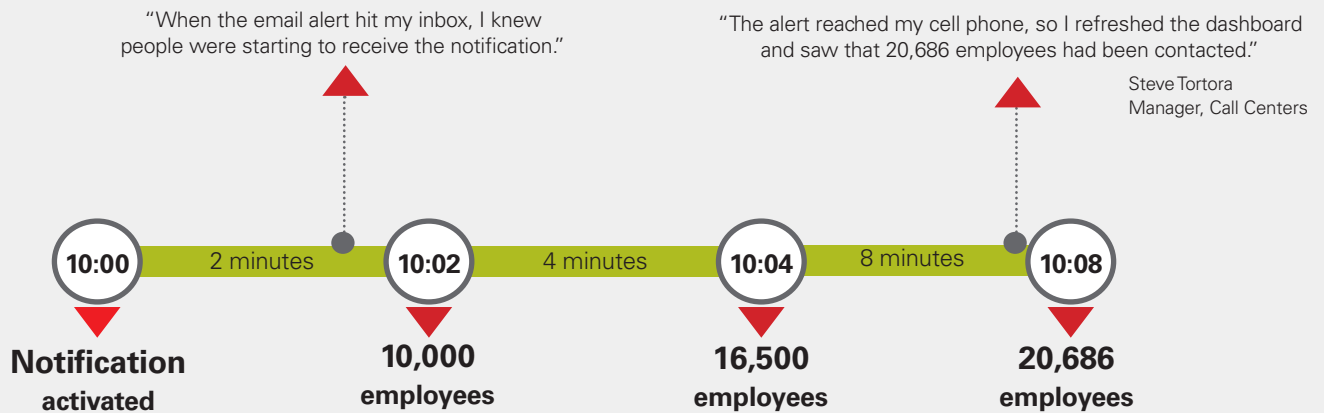 “When the email alert hit my inbox, I knew
people were starting to receive the notification.”
“The alert reached my cell phone, so I refreshed the dashboard
and saw that 20,686 employees had been contacted.”
Steve Tortora
Manager, Call Centers
10:00
2 minutes
10:02
4 minutes
10:04
8 minutes
10:08
Notification
activated
10,000
employees
16,500
employees
20,686
employees